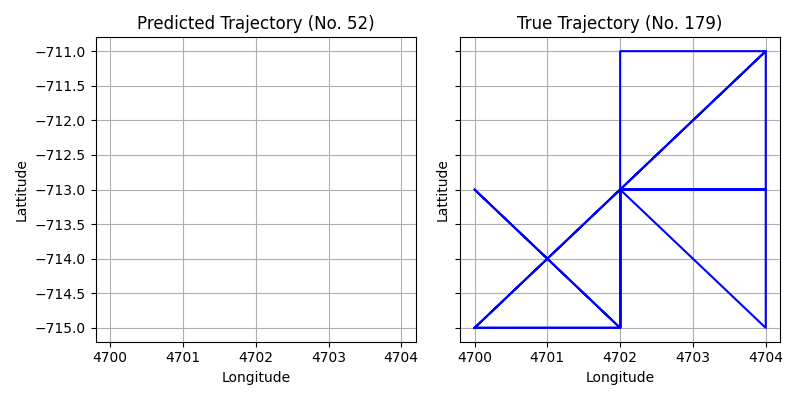 Predicted Trajectory (No. 52)
True Trajectory (No. 179)
−711.0
−711.5
−712.0
−712.5
−713.0
−713.5
−714.0
−714.5
−715.0
Lattitude
Lattitude
4700 4701 4702 4703 4704
4700 4701 4702 4703 4704
Longitude
Longitude